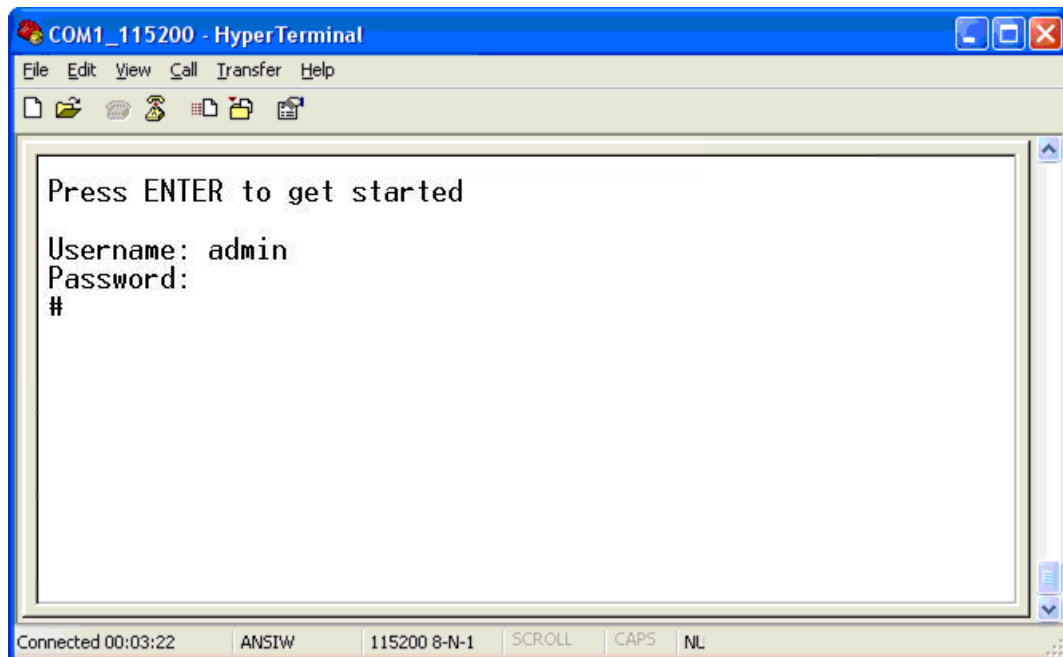 COM1_115200 - HyperTerminal
File Edit View Call Transfer Help
Press ENTER to get started
Username: admin
Password:
#
Connected 00:03:22 ANSIW 115200 8-N-1 SCROLL CAPS